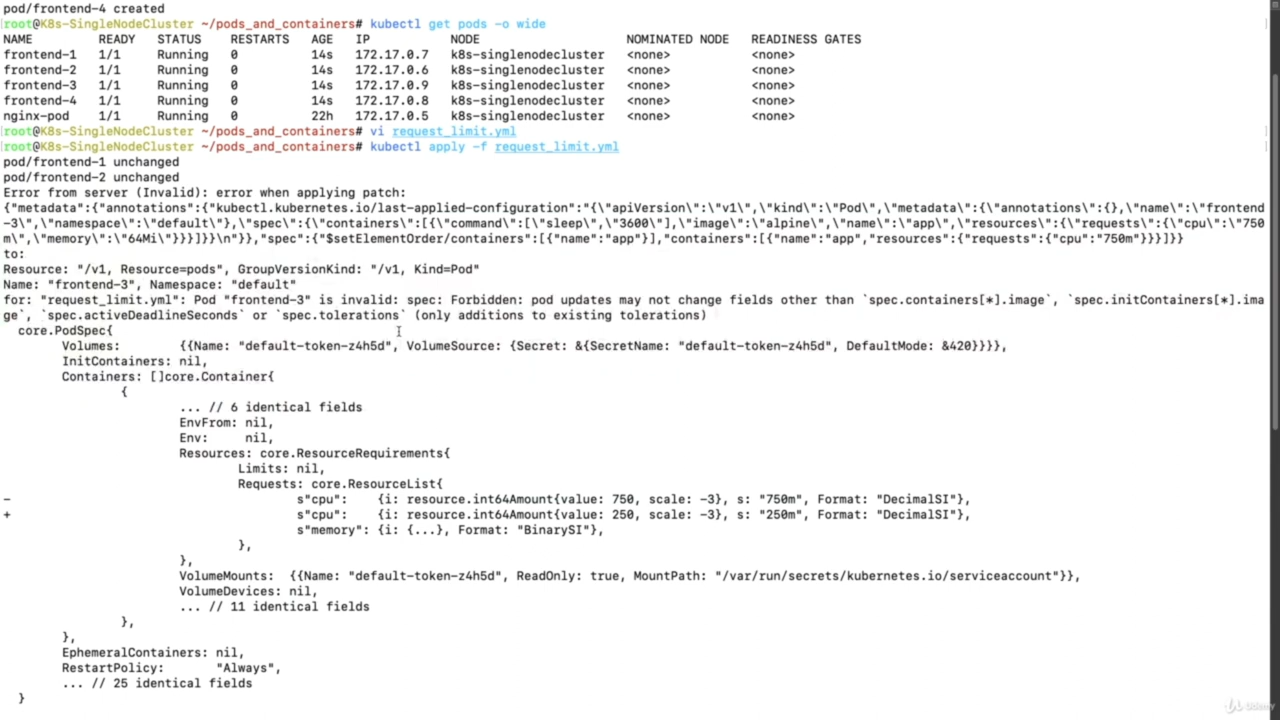 pod/frontend-4 created
root@K8s-SingleNodeCluster ~/pods_and_containers# kubectl get pods -o wide
NAME READY STATUS RESTARTS AGE IP NODE NOMINATED NODE READINESS GATES
frontend-1 1/1 Running 0 14s 172.17.0.7 k8s-singlenodecluster <none> <none>
frontend-2 1/1 Running 0 14s 172.17.0.6 k8s-singlenodecluster <none> <none>
frontend-3 1/1 Running 0 14s 172.17.0.9 k8s-singlenodecluster <none> <none>
frontend-4 1/1 Running 0 14s 172.17.0.8 k8s-singlenodecluster <none> <none>
nginx-pod 1/1 Running 0 22h 172.17.0.5 k8s-singlenodecluster <none> <none>
root@K8s-SingleNodeCluster ~/pods_and_containers# vi request_limit.yml
root@K8s-SingleNodeCluster ~/pods_and_containers# kubectl apply -f request_limit.yml
pod/frontend-1 unchanged
pod/frontend-2 unchanged
Error from server (Invalid): error when applying patch:
{"metadata":{"annotations":{"kubectl.kubernetes.io/last-applied-configuration":"{\"apiVersion\":\"v1\",\"kind\":\"Pod\",\"metadata\":{\"annotations\":{},\"name\":\"frontend
-3\",\"namespace\":\"default\"},\"spec\":{\"containers\":[{\"command\":[\"sleep\",\"3600\"],\"image\":\"alpine\",\"name\":\"app\",\"resources\":{\"requests\":{\"cpu\":\"750
m\",\"memory\":\"64Mi\"}}}]}}\n"}},"spec":{"$setElementOrder/containers":[{"name":"app"}],"containers":[{"name":"app","resources":{"requests":{"cpu":"750m"}}}]}}
to:
Resource: "/v1, Resource=pods", GroupVersionKind: "/v1, Kind=Pod"
Name: "frontend-3", Namespace: "default"
for: "request_limit.yml": Pod "frontend-3" is invalid: spec: Forbidden: pod updates may not change fields other than `spec.containers[*].image`, `spec.initContainers[*].ima
ge`, `spec.activeDeadlineSeconds` or `spec.tolerations` (only additions to existing tolerations)
core.PodSpec{
Volumes: {{Name: "default-token-z4h5d", VolumeSource: {Secret: &{SecretName: "default-token-z4h5d", DefaultMode: &420}}}},
InitContainers: nil,
Containers: []core.Container{
{
... // 6 identical fields
EnvFrom: nil,
Env: nil,
Resources: core.ResourceRequirements{
Limits: nil,
Requests: core.ResourceList{
- s"cpu": {i: resource.int64Amount{value: 750, scale: -3}, s: "750m", Format: "DecimalSI"},
+ s"cpu": {i: resource.int64Amount{value: 250, scale: -3}, s: "250m", Format: "DecimalSI"},
s"memory": {i: {...}, Format: "BinarySI"},
},
},
VolumeMounts: {{Name: "default-token-z4h5d", ReadOnly: true, MountPath: "/var/run/secrets/kubernetes.io/serviceaccount"}},
VolumeDevices: nil,
... // 11 identical fields
},
},
EphemeralContainers: nil,
RestartPolicy: "Always",
... // 25 identical fields
}
Udemy